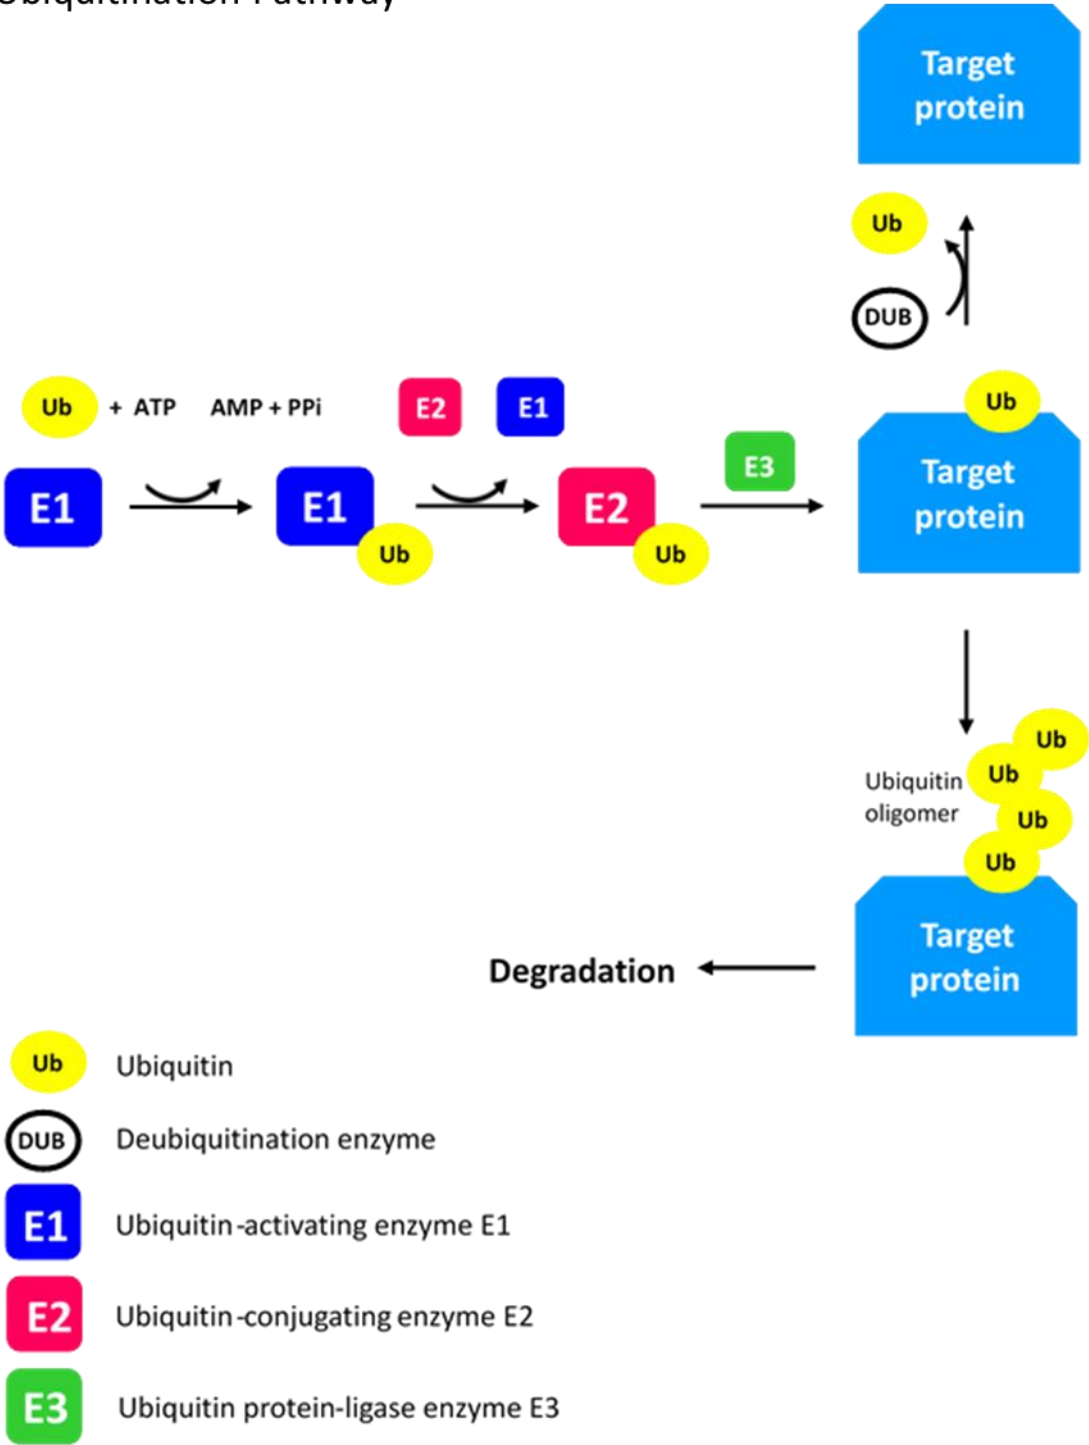 Ubiquitination Pathway
Target
protein
Ub
DUB
Ub + ATP AMP + PPi E2 E1
Ub
E3
E1 E1 E2
Target
protein
Ub Ub
Ub
Ub
Ubiquitin
oligomer
Ub
Ub
Target
protein
Degradation
Ub Ubiquitin
DUB Deubiquitination enzyme
E1 Ubiquitin-activating enzyme E1
E2 Ubiquitin-conjugating enzyme E2
E3 Ubiquitin protein-ligase enzyme E3